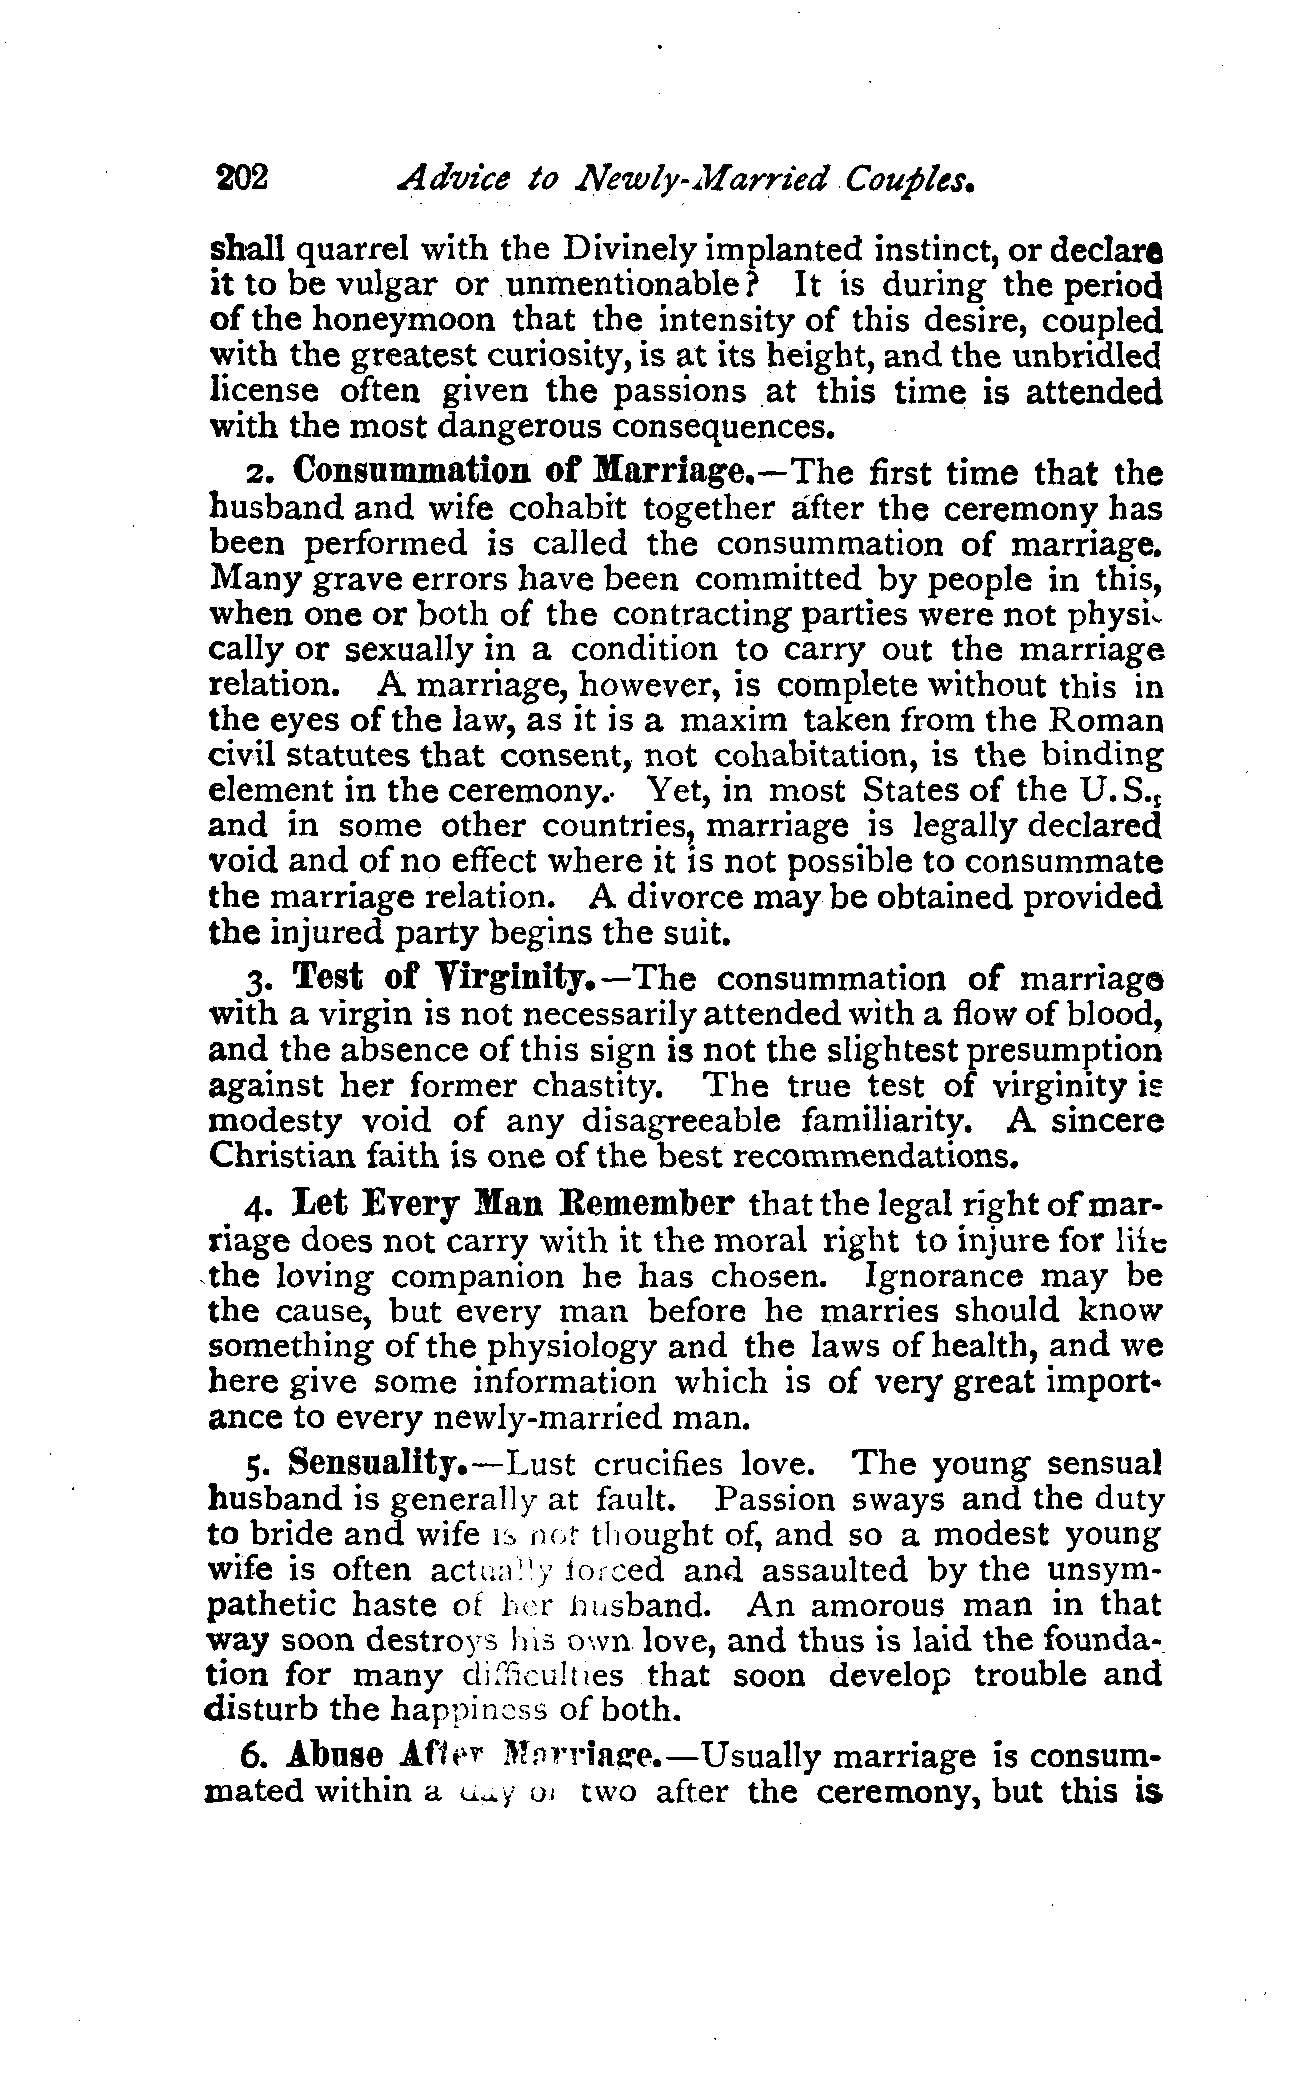 202 Advice to Newly-Married Couples.
shall quarrel with the Divinely implanted instinct, or declare
it to be vulgar or unmentionable? It is during the period
of the honeymoon that the intensity of this desire, coupled
with the greatest curiosity, is at its height, and the unbridled
license often given the passions at this time is attended
with the most dangerous consequences.
2. Consummation of Marriage.—The first time that the
husband and wife cohabit together after the ceremony has
been performed is called the consummation of marriage.
Many grave errors have been committed by people in this,
when one or both of the contracting parties were not physi-
cally or sexually in a condition to carry out the marriage
relation. A marriage, however, is complete without this in
the eyes of the law, as it is a maxim taken from the Roman
civil statutes that consent, not cohabitation, is the binding
element in the ceremony. Yet, in most States of the U.S.,
and in some other countries, marriage is legally declared
void and of no effect where it is not possible to consummate
the marriage relation. A divorce may be obtained provided
the injured party begins the suit.
3. Test of Virginity.—The consummation of marriage
with a virgin is not necessarily attended with a flow of blood,
and the absence of this sign is not the slightest presumption
against her former chastity. The true test of virginity is
modesty void of any disagreeable familiarity. A sincere
Christian faith is one of the best recommendations.
4. Let Every Man Remember that the legal right of mar-
riage does not carry with it the moral right to injure for life
the loving companion he has chosen. Ignorance may be
the cause, but every man before he marries should know
something of the physiology and the laws of health, and we
here give some information which is of very great import-
ance to every newly-married man.
5. Sensuality.—Lust crucifies love. The young sensual
husband is generally at fault. Passion sways and the duty
to bride and wife is not thought of, and so a modest young
wife is often actually forced and assaulted by the unsym-
pathetic haste of her husband. An amorous man in that
way soon destroys his own love, and thus is laid the founda-
tion for many difficulties that soon develop trouble and
disturb the happiness of both.
6. Abuse After Marriage.—Usually marriage is consum-
mated within a day or two after the ceremony, but this is